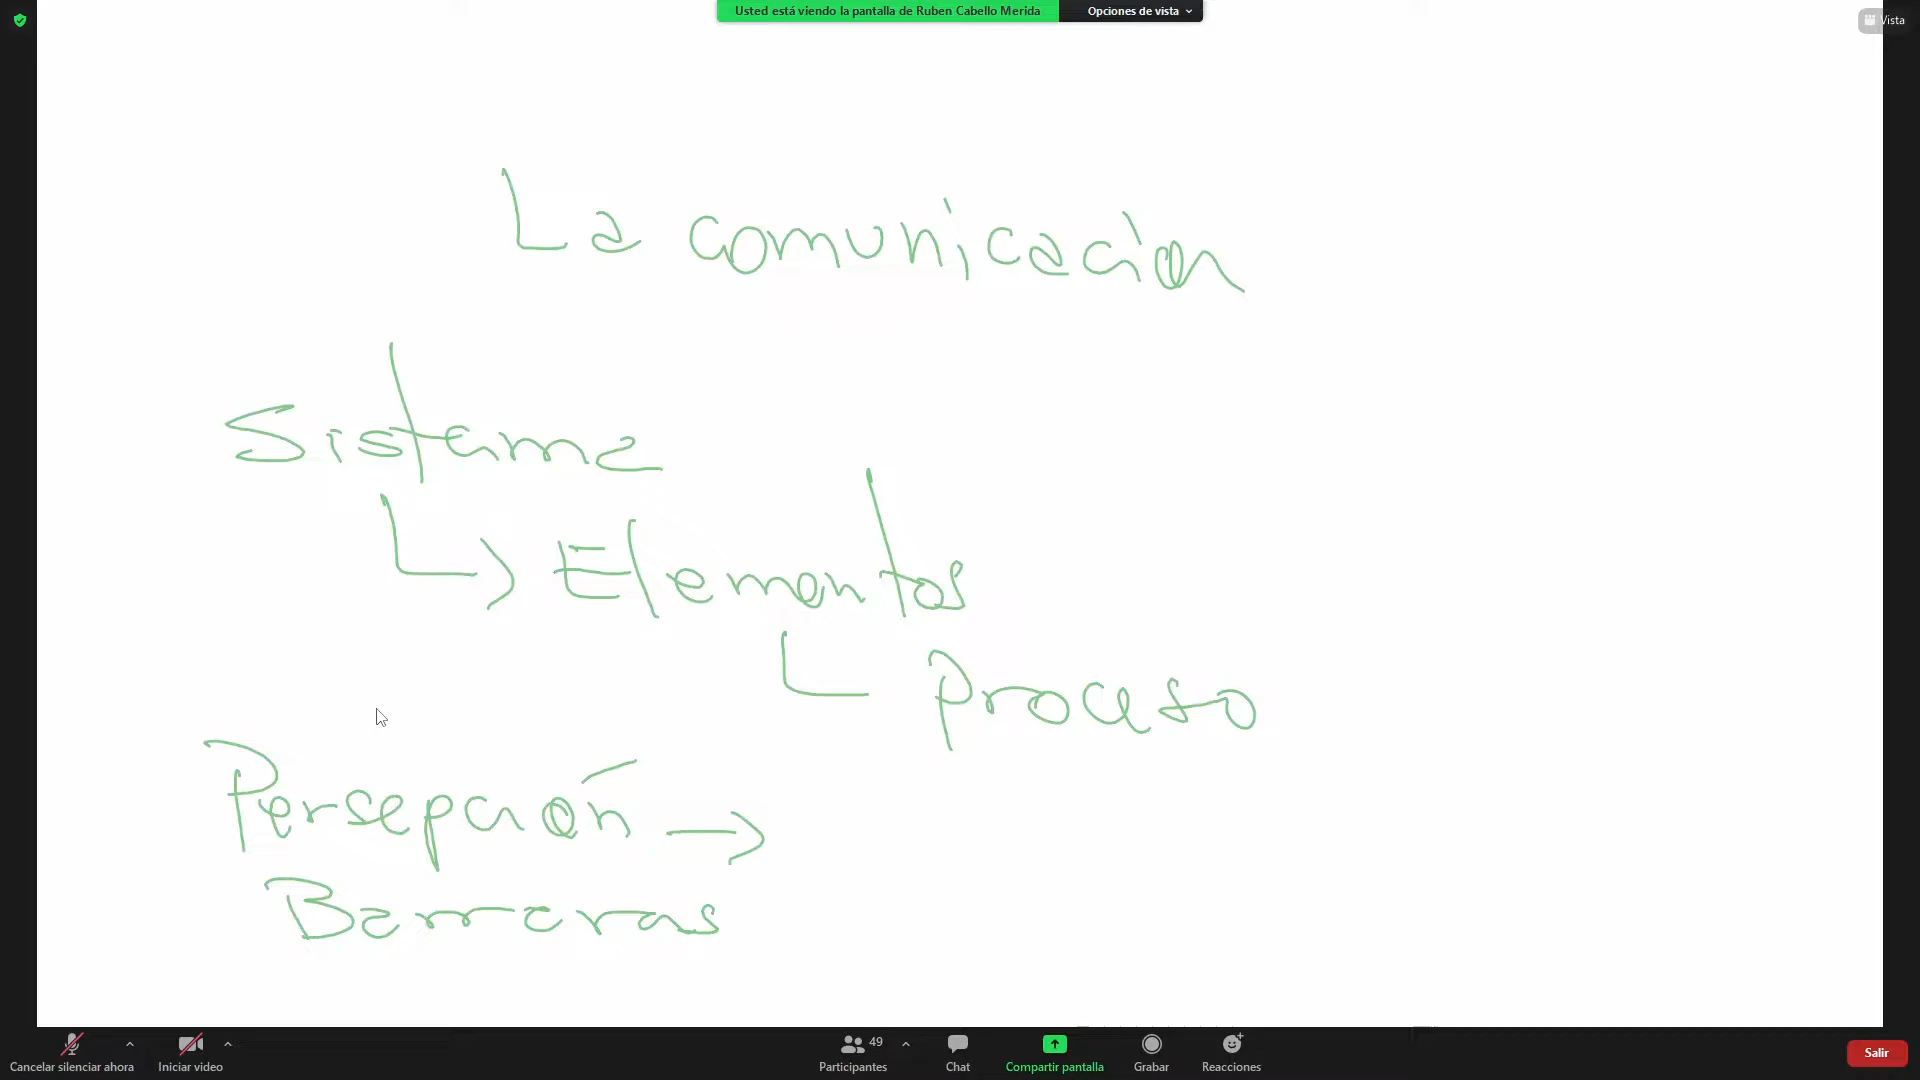 Usted está viendo la pantalla de Ruben Cabello Merida Opciones de vista
Vista
La comunicación
Sistema
Elementos
Proceso
Persepción →
Barreras
Cancelar silenciar ahora Iniciar video Participantes 49 Chat Compartir pantalla Grabar Reacciones Salir